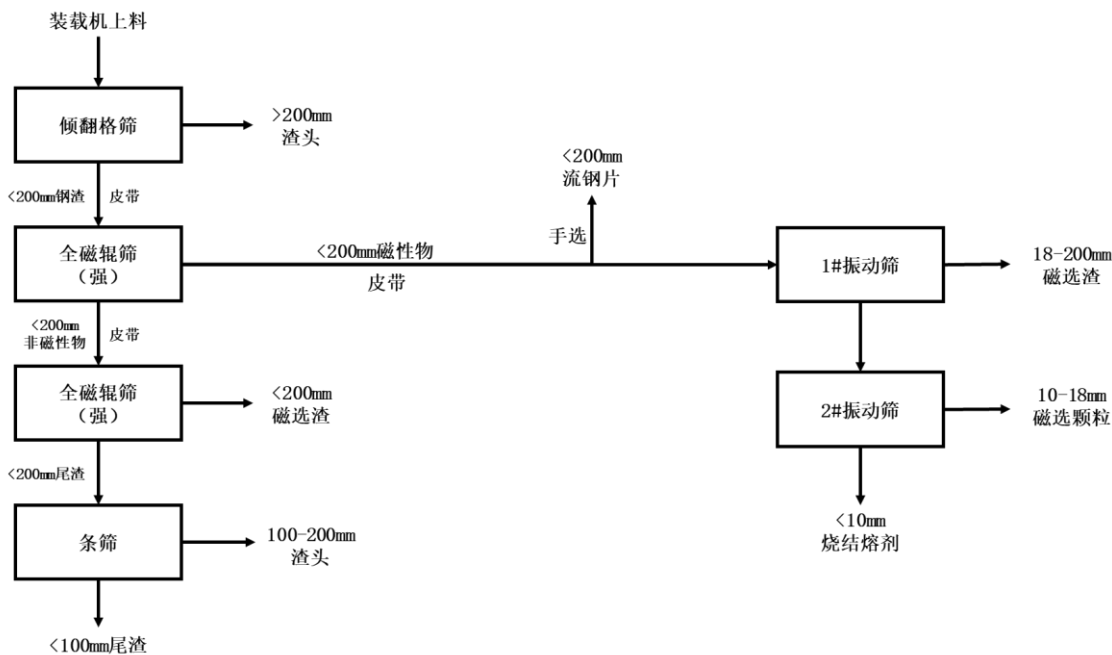 装载机上料
倾翻格筛
>200mm
渣头
<200mm钢渣
皮带
全磁辊筛
（强）
<200mm磁性物
皮带
手选
<200mm
流钢片
1#振动筛
18-200mm
磁选渣
<200mm
非磁性物
皮带
全磁辊筛
（强）
<200mm
磁选渣
2#振动筛
10-18mm
磁选颗粒
<200mm尾渣
条筛
100-200mm
渣头
<10mm
烧结熔剂
<100mm尾渣